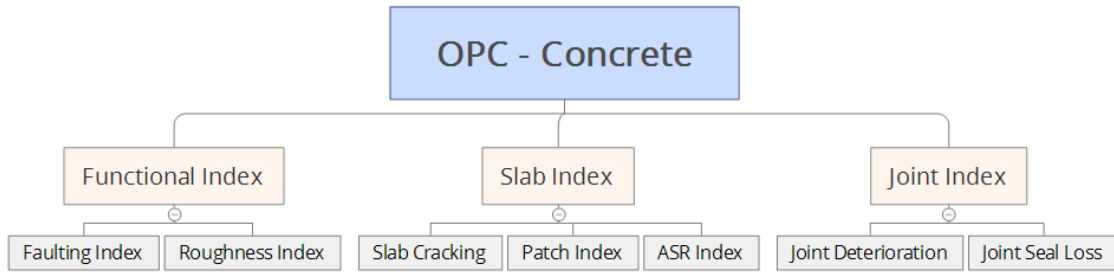 OPC - Concrete
Functional Index
Slab Index
Joint Index
Faulting Index
Roughness Index
Slab Cracking
Patch Index
ASR Index
Joint Deterioration
Joint Seal Loss